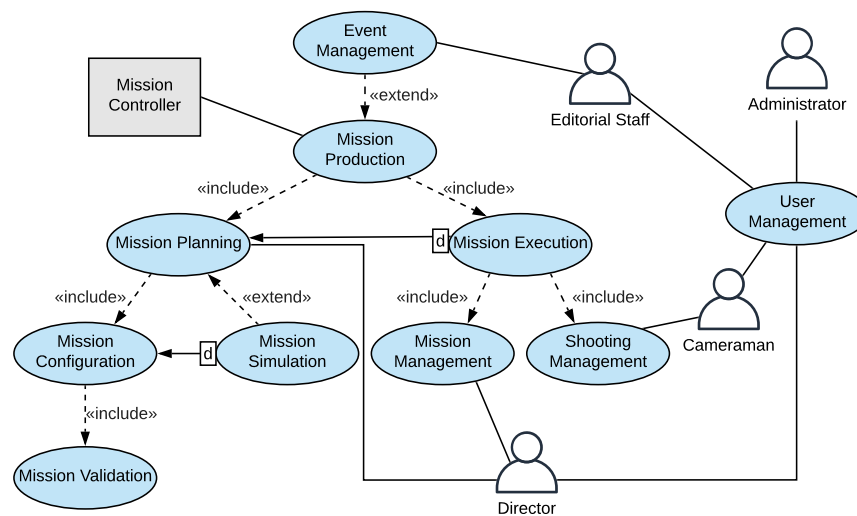 Event
Management
Mission
Controller
«extend»
Editorial Staff
Administrator
Mission
Production
«include»
«include»
User
Management
Mission Planning
d
Mission Execution
«include»
«extend»
«include»
«include»
Mission
Configuration
d
Mission
Simulation
Mission
Management
Shooting
Management
Cameraman
«include»
Mission Validation
Director